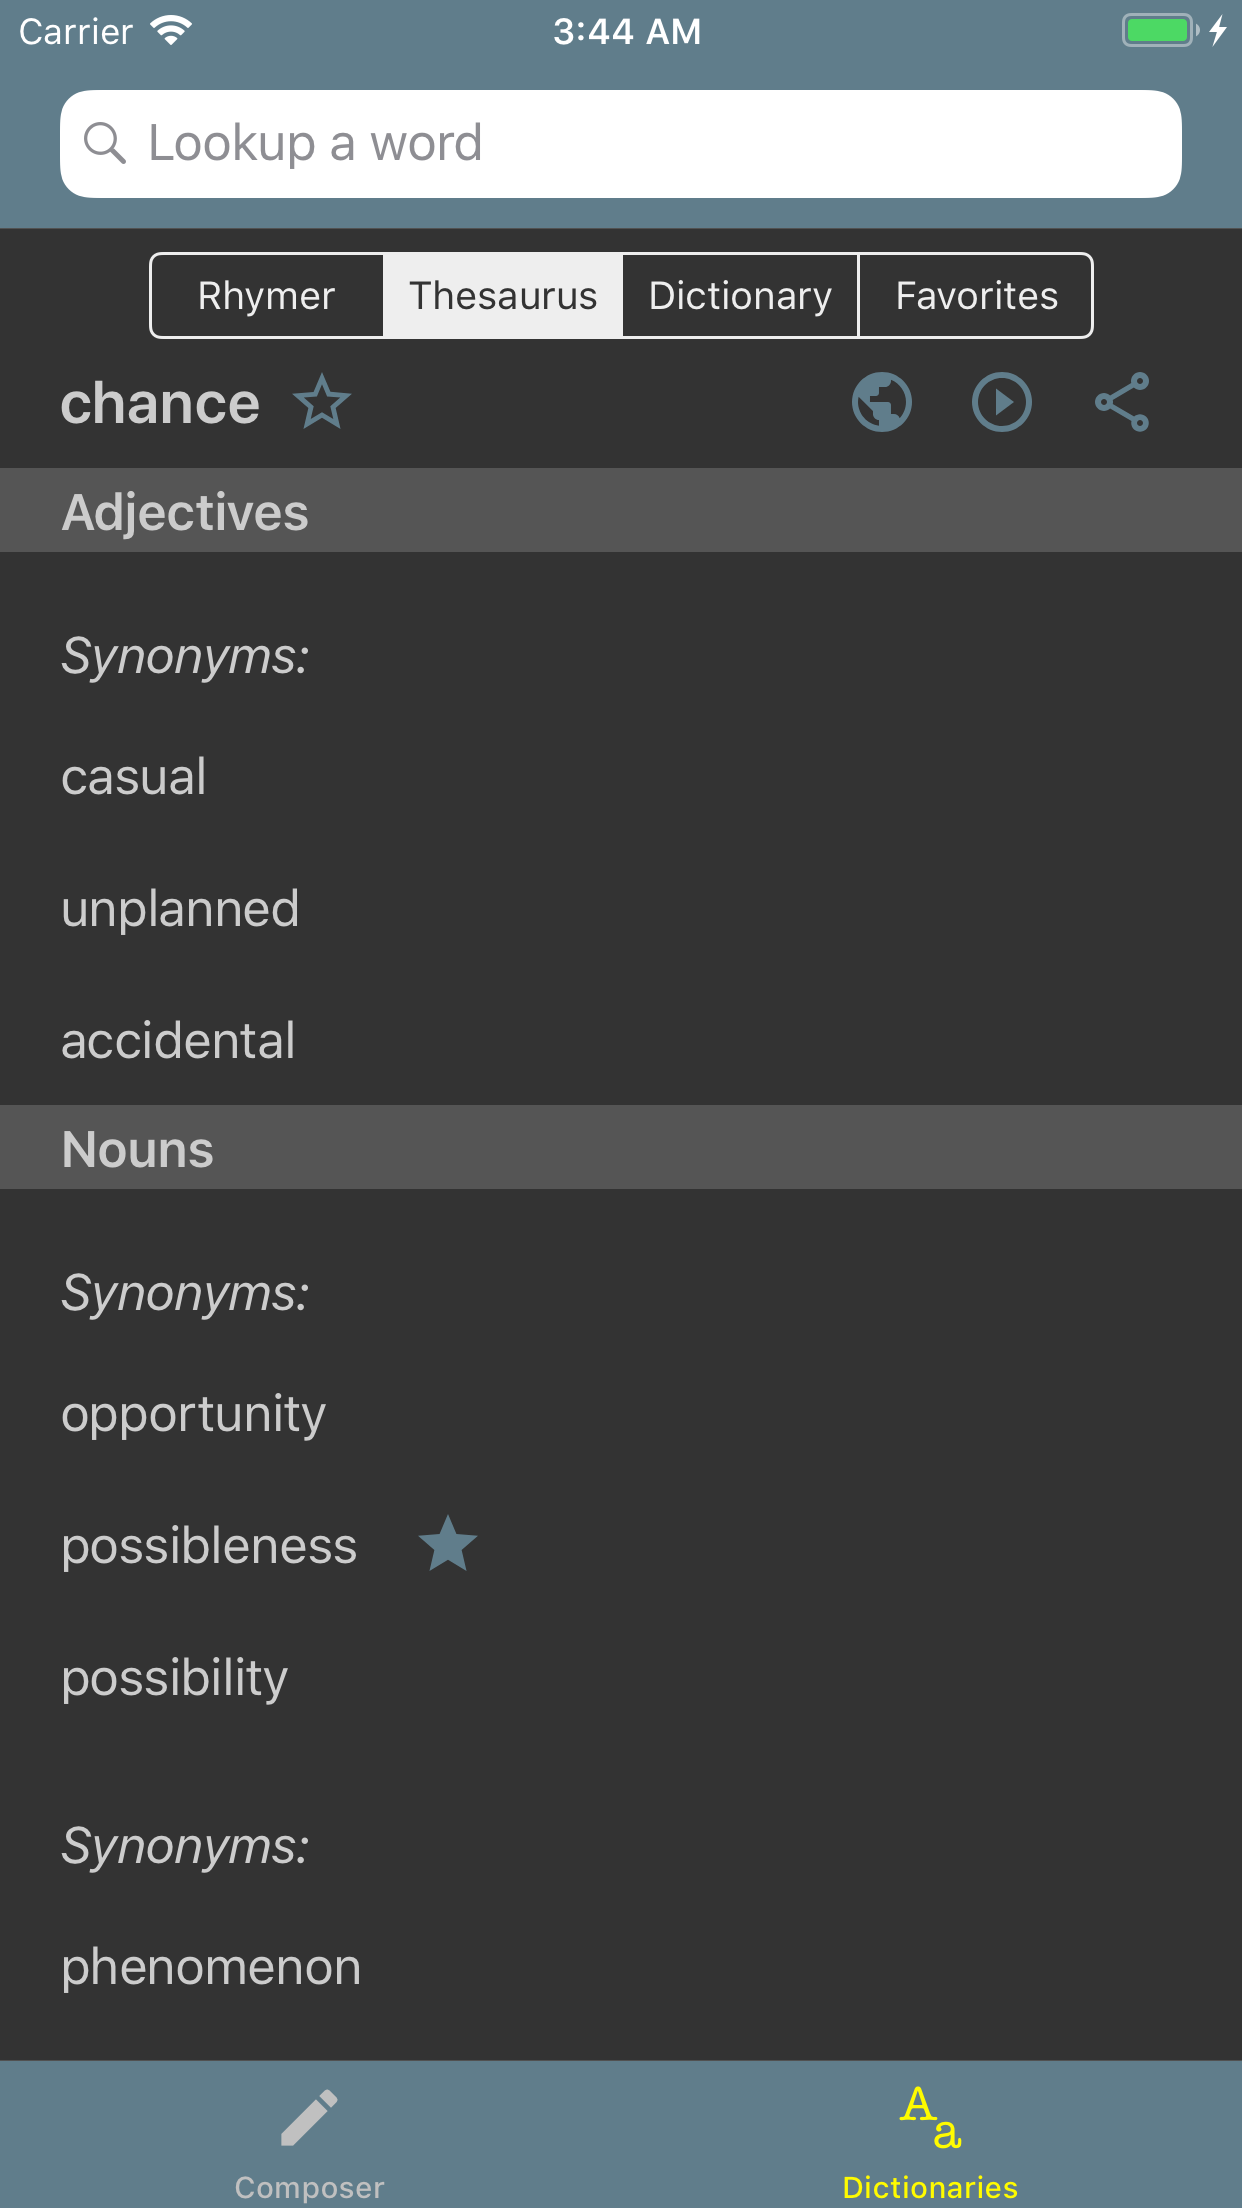 Carrier 3:44 AM
Lookup a word
Rhymer Thesaurus Dictionary Favorites
chance
Adjectives
Synonyms:
casual
unplanned
accidental
Nouns
Synonyms:
opportunity
possibleness
possibility
Synonyms:
phenomenon
Aa
Composer Dictionaries